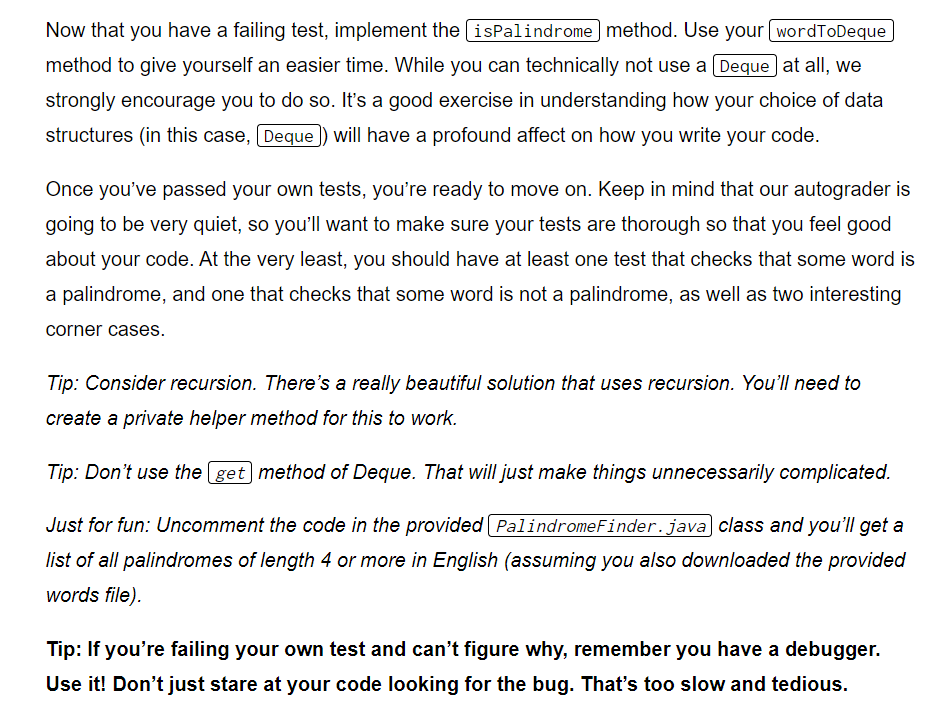 Now that you have a failing test, implement the isPalindrome method. Use your wordToDeque
method to give yourself an easier time. While you can technically not use a Deque at all, we
strongly encourage you to do so. It’s a good exercise in understanding how your choice of data
structures (in this case, Deque) will have a profound affect on how you write your code.
Once you’ve passed your own tests, you’re ready to move on. Keep in mind that our autograder is
going to be very quiet, so you’ll want to make sure your tests are thorough so that you feel good
about your code. At the very least, you should have at least one test that checks that some word is
a palindrome, and one that checks that some word is not a palindrome, as well as two interesting
corner cases.
Tip: Consider recursion. There’s a really beautiful solution that uses recursion. You’ll need to
create a private helper method for this to work.
Tip: Don’t use the get method of Deque. That will just make things unnecessarily complicated.
Just for fun: Uncomment the code in the provided PalindromeFinder.java class and you’ll get a
list of all palindromes of length 4 or more in English (assuming you also downloaded the provided
words file).
Tip: If you’re failing your own test and can’t figure why, remember you have a debugger.
Use it! Don’t just stare at your code looking for the bug. That’s too slow and tedious.